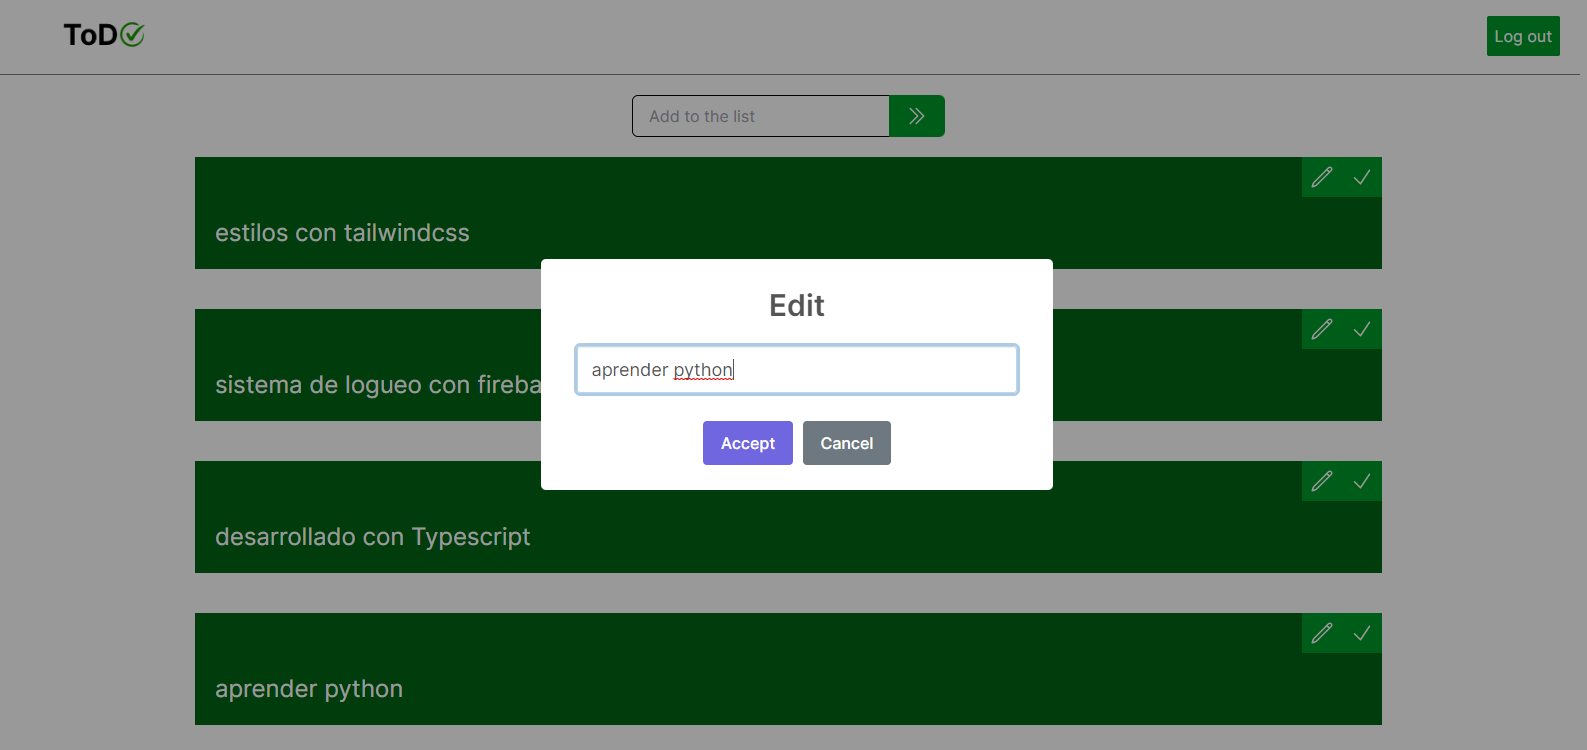 ToD
Log out
Add to the list
estilos con tailwindcss
Edit
sistema de logueo con fireba
aprender python
Accept
Cancel
desarrollado con Typescript
aprender python